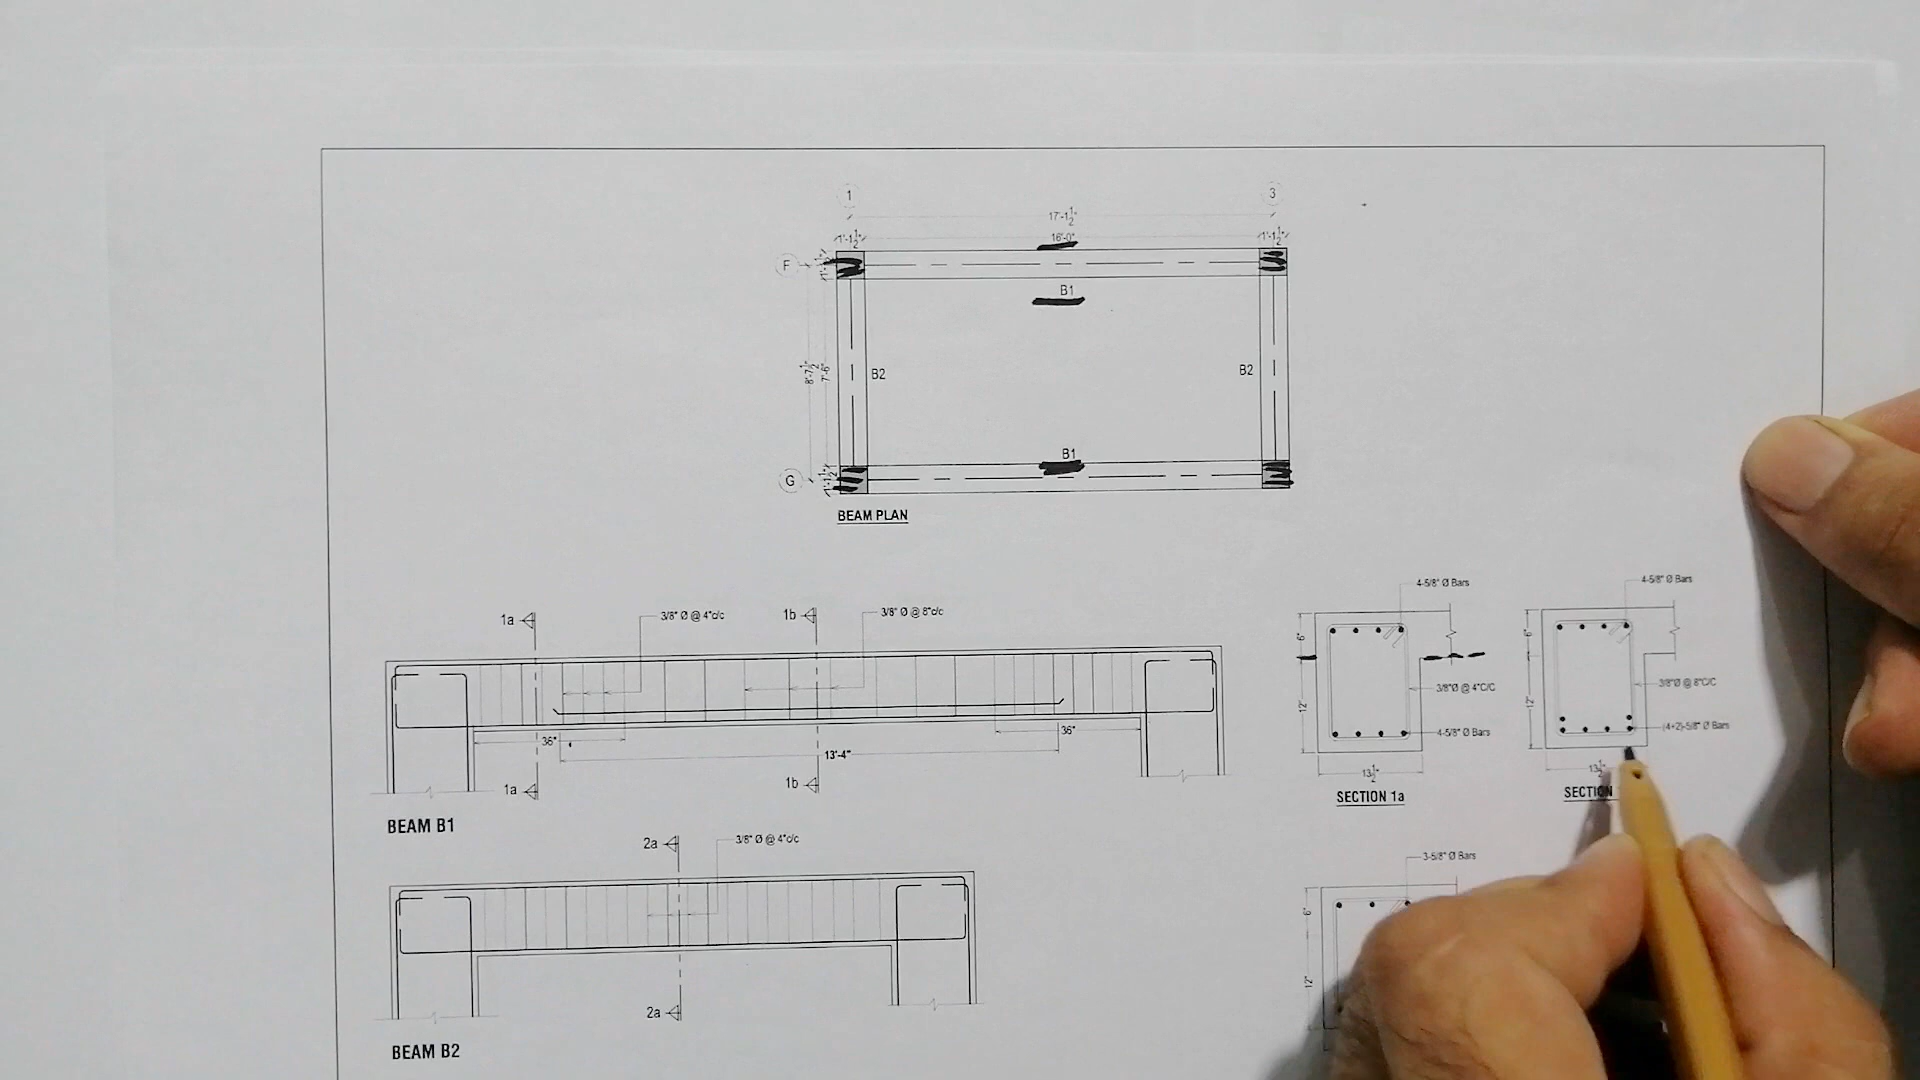 1 3
17'-1½"
1'-1½" 16'-0" 1'-1½"
F
1'-1½"
B1
8'-7½" 7'-6" B2 B2
B1
G
1'-1½"
BEAM PLAN
4-5/8" Ø Bars 4-5/8" Ø Bars
1a 3/8" Ø @ 4"c/c 1b 3/8" Ø @ 8"c/c
6" 6"
3/8"Ø @ 4"C/C 3/8"Ø @ 8"C/C
12" 12"
4-5/8" Ø Bars (4+2)-5/8" Ø Bars
36" 36"
13'-4"
13½" 13½"
1a 1b
SECTION 1a SECTION
BEAM B1
2a 3/8" Ø @ 4"c/c
3-5/8" Ø Bars
6"
12"
2a
BEAM B2